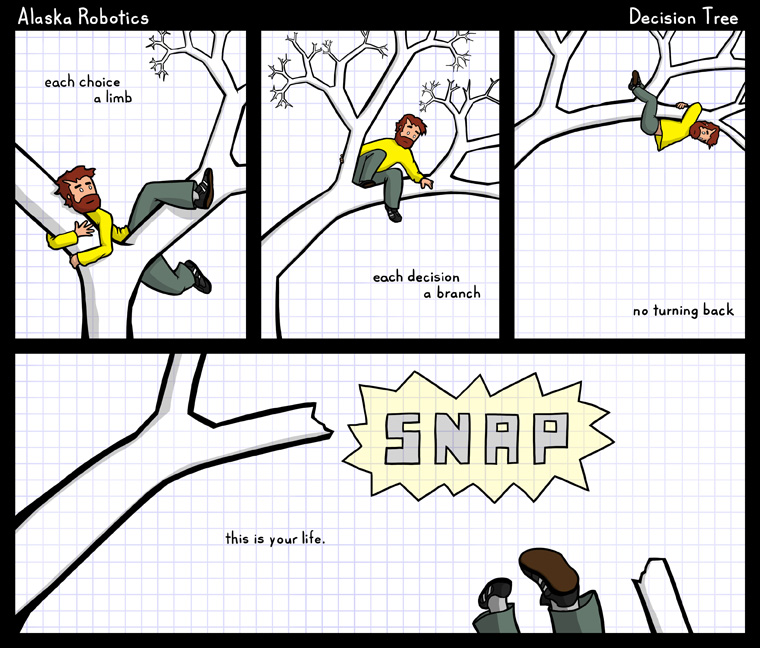 Alaska Robotics
Decision Tree
each choice
a limb
each decision
a branch
no turning back
SNAP
this is your life.